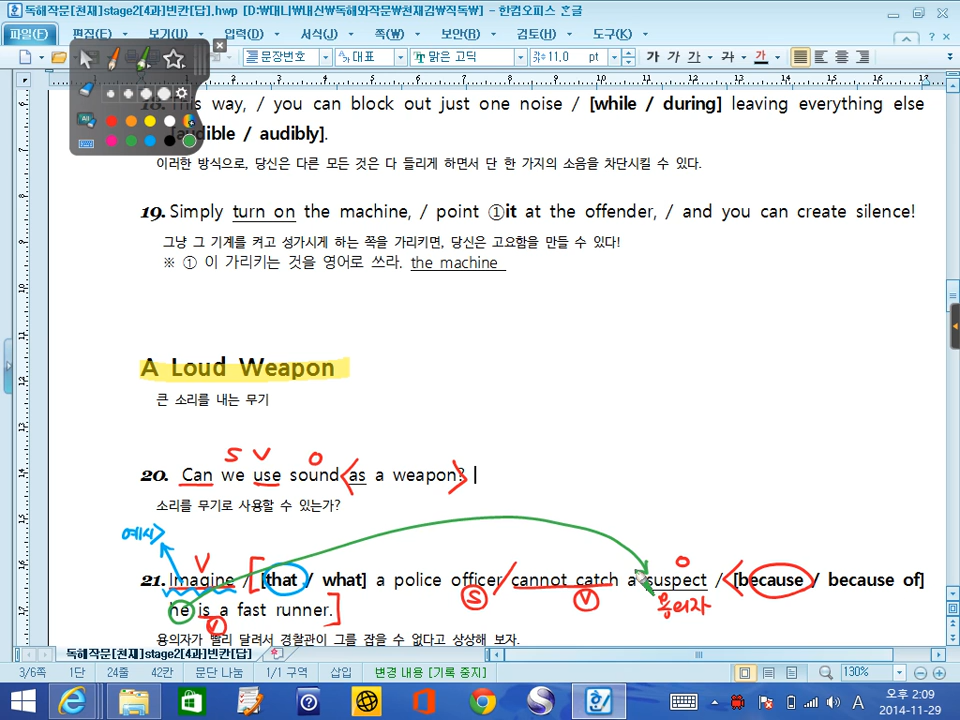 독해작문[천재]stage2[4과]빈칸[답].hwp [D:₩대니₩내신₩독해와작문₩천재김₩직독₩] - 한컴오피스 한글
파일(F) 편집(E) 보기(U) 입력(D) 서식(J) 쪽(W) 보안(B) 검토(H) 도구(K)
문장번호 대표 맑은 고딕 11.0 pt 가 가 가 가 가
18. This way, / you can block out just one noise / [while / during] leaving everything else
[audible / audibly].
이러한 방식으로, 당신은 다른 모든 것은 다 들리게 하면서 단 한 가지의 소음을 차단시킬 수 있다.
19. Simply turn on the machine, / point ①it at the offender, / and you can create silence!
그냥 그 기계를 켜고 성가시게 하는 쪽을 가리키면, 당신은 고요함을 만들 수 있다!
※ ① 이 가리키는 것을 영어로 쓰라. the machine
A Loud Weapon
큰 소리를 내는 무기
S V O
20. Can we use sound <as a weapon?>
소리를 무기로 사용할 수 있는가?
예시>
V O
21. Imagine / [that / what] a police officer / cannot catch a suspect / <[because / because of]
S V 용의자
he is a fast runner.]
V
용의자가 빨리 달려서 경찰관이 그를 잡을 수 없다고 상상해 보자.
독해작문[천재]stage2[4과]빈칸[답]
3/6쪽 1단 24줄 42칸 문단 나눔 1/1 구역 삽입 변경 내용 [기록 중지] 130%
A 오후 2:09
2014-11-29